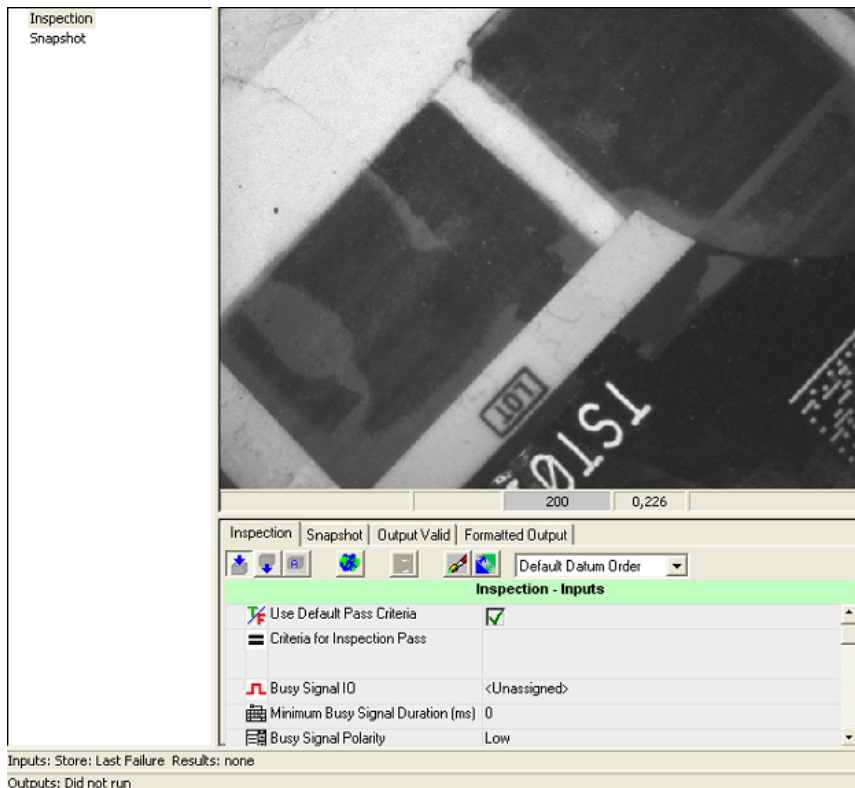 Inspection
Snapshot
LOT
TST0
200
0,226
Inspection Snapshot Output Valid Formatted Output
A Default Datum Order
Inspection - Inputs
T/F Use Default Pass Criteria
Criteria for Inspection Pass
Busy Signal IO <Unassigned>
Minimum Busy Signal Duration (ms) 0
Busy Signal Polarity Low
Inputs: Store: Last Failure Results: none
Outputs: Did not run